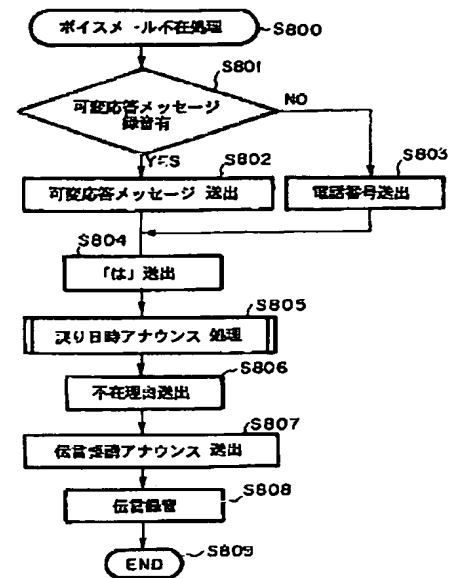 ボイスメール不在処理
S800
S801
可変応答メッセージ
録音有
NO
YES
S802
S803
可変応答メッセージ 送出
電話番号送出
S804
「は」送出
S805
戻り日時アナウンス 処理
S806
不在理由送出
S807
伝言録音アナウンス 送出
S808
伝言録音
END
S809